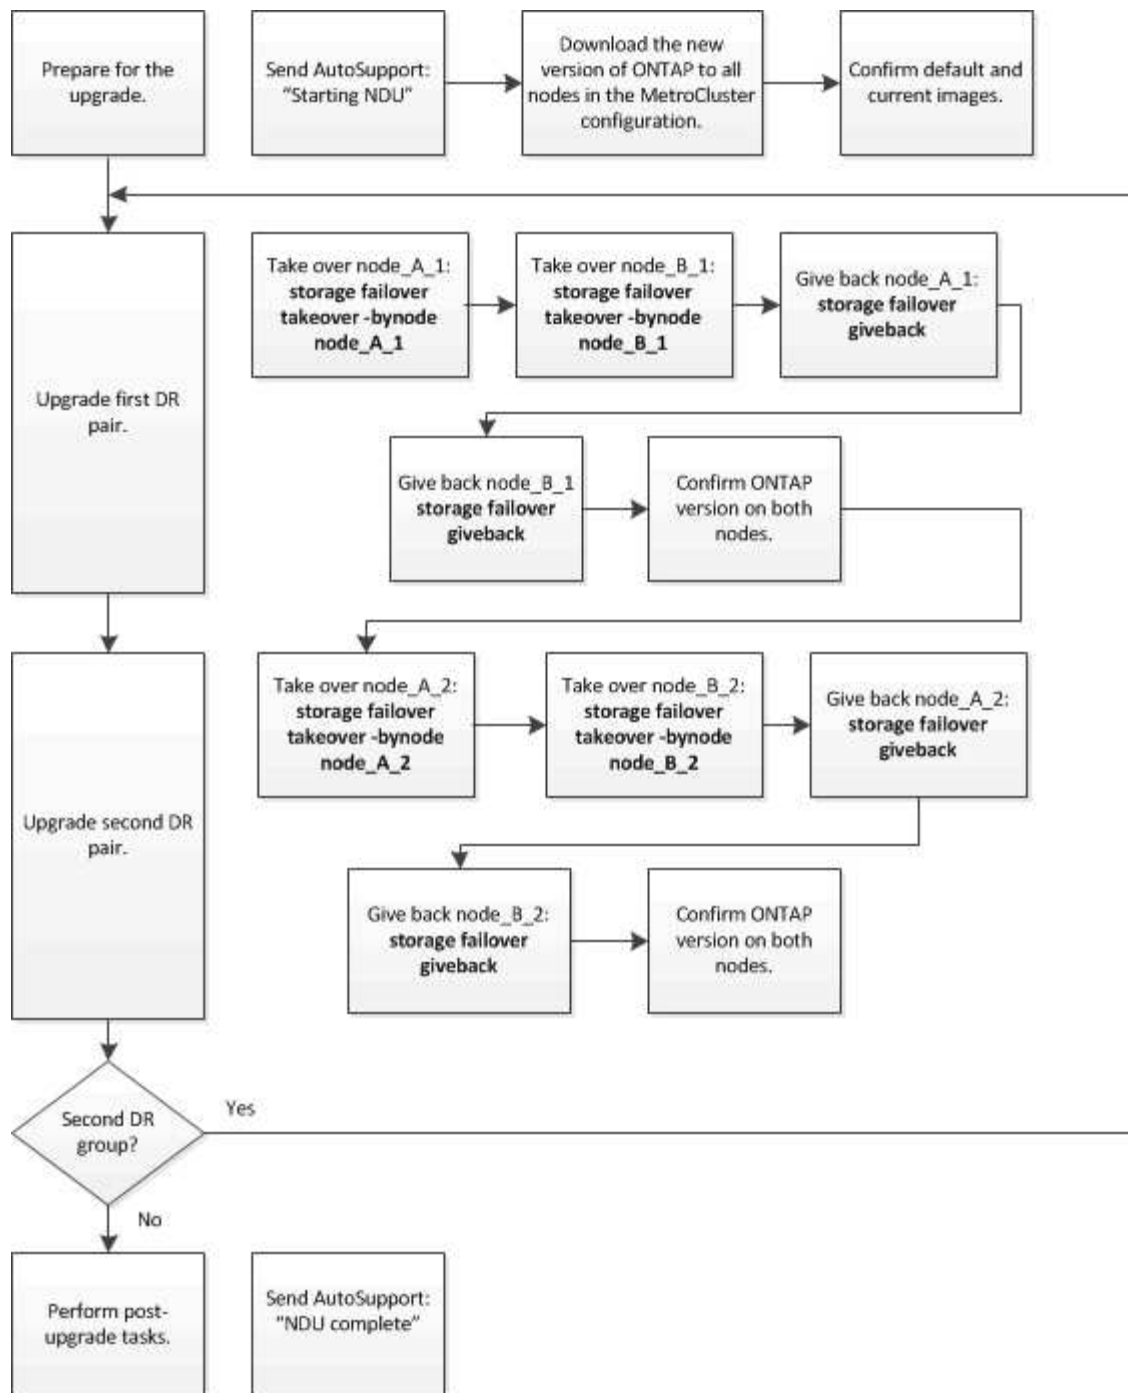 Prepare for the
upgrade.
Send AutoSupport:
“Starting NDU”
Download the new
version of ONTAP to all
nodes in the MetroCluster
configuration.
Confirm default and
current images.
Upgrade first DR
pair.
Take over node_A_1:
storage failover
takeover -bynode
node_A_1
Take over node_B_1:
storage failover
takeover -bynode
node_B_1
Give back node_A_1:
storage failover
giveback
Give back node_B_1
storage failover
giveback
Confirm ONTAP
version on both
nodes.
Upgrade second DR
pair.
Take over node_A_2:
storage failover
takeover -bynode
node_A_2
Take over node_B_2:
storage failover
takeover -bynode
node_B_2
Give back node_A_2:
storage failover
giveback
Give back node_B_2:
storage failover
giveback
Confirm ONTAP
version on both
nodes.
Second DR
group?
Yes
No
Perform post-
upgrade tasks.
Send AutoSupport:
“NDU complete”